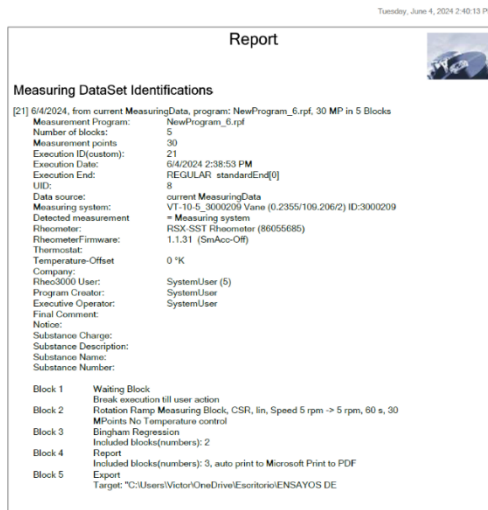 Tuesday, June 4, 2024 2:40:13 P
Report
Measuring DataSet Identifications
[21] 6/4/2024, from current MeasuringData, program: NewProgram_6.rpf, 30 MP in 5 Blocks
Measurement Program: NewProgram_6.rpf
Number of blocks: 5
Measurement points 30
Execution ID(custom): 21
Execution Date: 6/4/2024 2:38:53 PM
Execution End: REGULAR standardEnd[0]
UID: 8
Data source: current MeasuringData
Measuring system: VT-10-5_3000209 Vane (0.2355/109.206/2) ID:3000209
Detected measurement = Measuring system
Rheometer: RSX-SST Rheometer (86055685)
RheometerFirmware: 1.1.31 (SmAcc-Off)
Thermostat:
Temperature-Offset 0 °K
Company:
Rheo3000 User: SystemUser (5)
Program Creator: SystemUser
Executive Operator: SystemUser
Final Comment:
Notice:
Substance Charge:
Substance Description:
Substance Name:
Substance Number:
Block 1 Waiting Block
Break execution till user action
Block 2 Rotation Ramp Measuring Block, CSR, lin, Speed 5 rpm -> 5 rpm, 60 s, 30
MPoints No Temperature control
Block 3 Bingham Regression
Included blocks(numbers): 2
Block 4 Report
Included blocks(numbers): 3, auto print to Microsoft Print to PDF
Block 5 Export
Target: "C:\Users\Victor\OneDrive\Escritorio\ENSAYOS DE